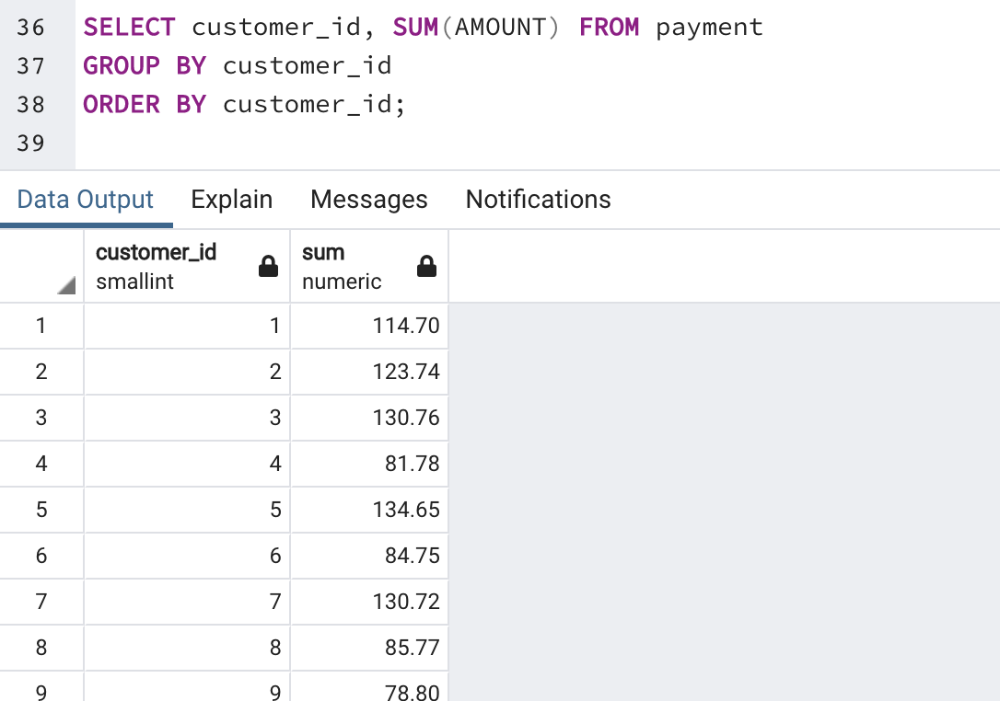 36 SELECT customer_id, SUM(AMOUNT) FROM payment
37 GROUP BY customer_id
38 ORDER BY customer_id;
39
Data Output Explain Messages Notifications
customer_id sum
smallint numeric
1 1 114.70
2 2 123.74
3 3 130.76
4 4 81.78
5 5 134.65
6 6 84.75
7 7 130.72
8 8 85.77
9 9 78.80